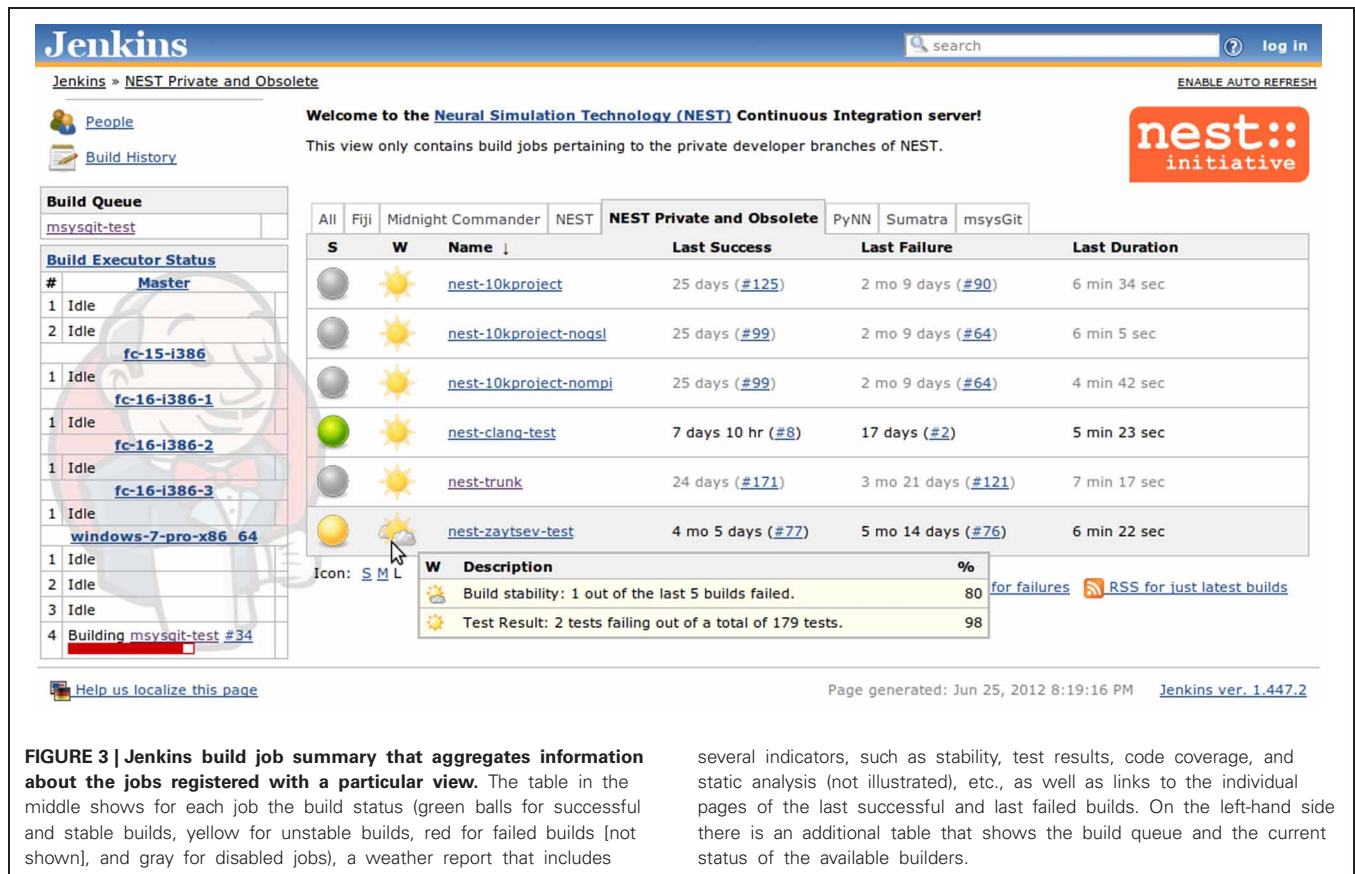 Jenkins
search
? log in
Jenkins » NEST Private and Obsolete
ENABLE AUTO REFRESH
People
Build History
Build Queue
msysgit-test
Build Executor Status
# Master
1 Idle
2 Idle
fc-15-i386
1 Idle
fc-16-i386-1
1 Idle
fc-16-i386-2
1 Idle
fc-16-i386-3
1 Idle
windows-7-pro-x86_64
1 Idle
2 Idle
3 Idle
4 Building msysgit-test #34
Welcome to the Neural Simulation Technology (NEST) Continuous Integration server!
This view only contains build jobs pertaining to the private developer branches of NEST.
nest::
initiative
All Fiji Midnight Commander NEST NEST Private and Obsolete PyNN Sumatra msysGit
S W Name ↓ Last Success Last Failure Last Duration
nest-10kproject 25 days (#125) 2 mo 9 days (#90) 6 min 34 sec
nest-10kproject-nogsl 25 days (#99) 2 mo 9 days (#64) 6 min 5 sec
nest-10kproject-nompi 25 days (#99) 2 mo 9 days (#64) 4 min 42 sec
nest-clang-test 7 days 10 hr (#8) 17 days (#2) 5 min 23 sec
nest-trunk 24 days (#171) 3 mo 21 days (#121) 7 min 17 sec
nest-zaytsev-test 4 mo 5 days (#77) 5 mo 14 days (#76) 6 min 22 sec
Icon: S M L
W Description %
Build stability: 1 out of the last 5 builds failed. 80
Test Result: 2 tests failing out of a total of 179 tests. 98
for failures RSS for just latest builds
Help us localize this page
Page generated: Jun 25, 2012 8:19:16 PM Jenkins ver. 1.447.2
FIGURE 3 | Jenkins build job summary that aggregates information
about the jobs registered with a particular view. The table in the
middle shows for each job the build status (green balls for successful
and stable builds, yellow for unstable builds, red for failed builds [not
shown], and gray for disabled jobs), a weather report that includes
several indicators, such as stability, test results, code coverage, and
static analysis (not illustrated), etc., as well as links to the individual
pages of the last successful and last failed builds. On the left-hand side
there is an additional table that shows the build queue and the current
status of the available builders.